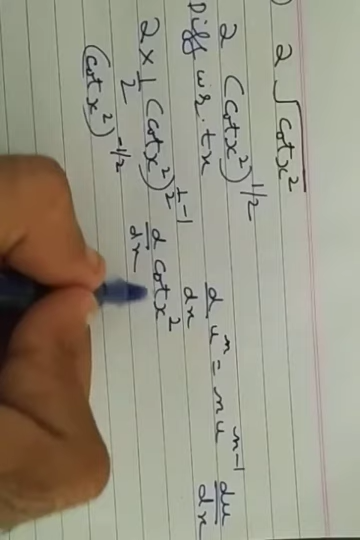 ) 2 √cot x²
2 (cot x²)^1/2
Diff w.r.tx    d/dx u^n = n u^n-1 du/dx
2 × 1/2 (cot x²)^1/2-1 d/dx cot x²
(cot x²)^-1/2